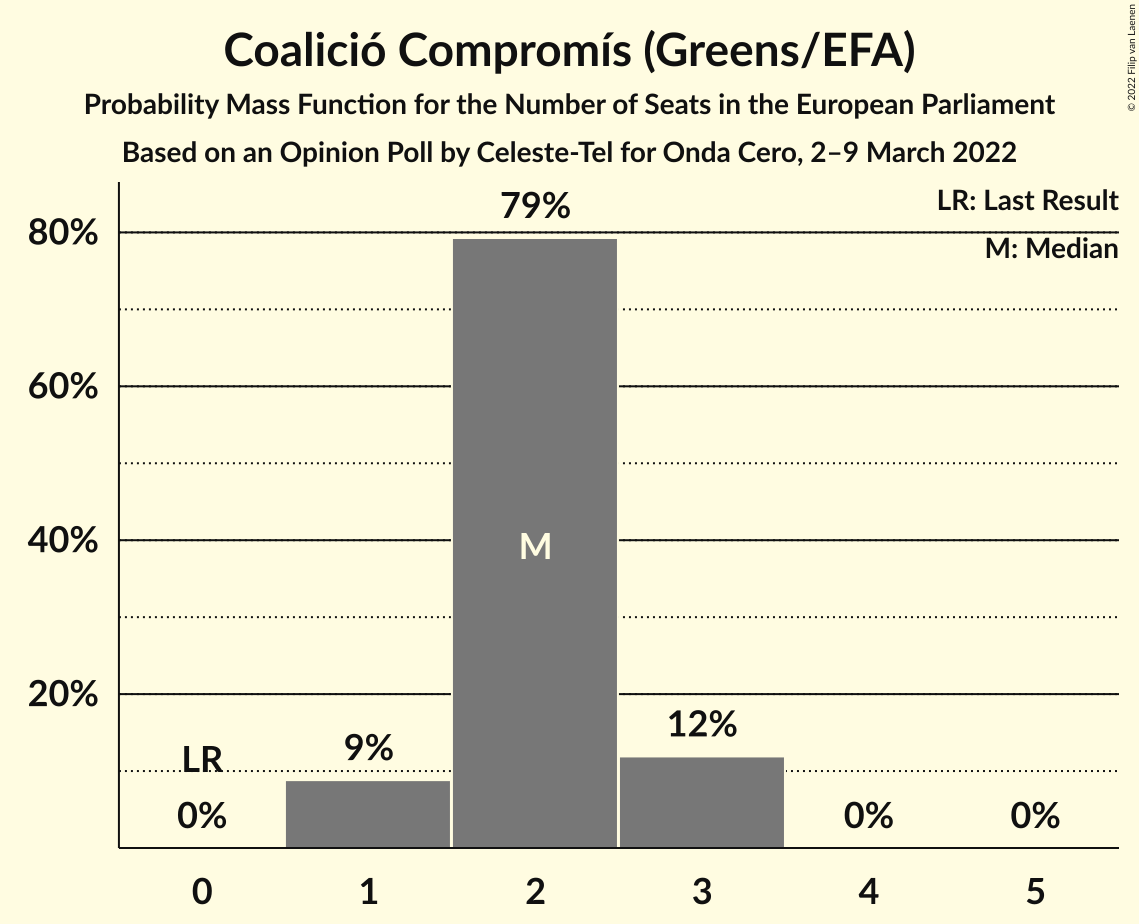 Coalició Compromís (Greens/EFA)
Probability Mass Function for the Number of Seats in the European Parliament
Based on an Opinion Poll by Celeste-Tel for Onda Cero, 2–9 March 2022
© 2022 Filip van Laenen
LR: Last Result
M: Median
79%
80%
60%
40%
M
20%
12%
9%
LR
0%
0%
0%
0
1
2
3
4
5